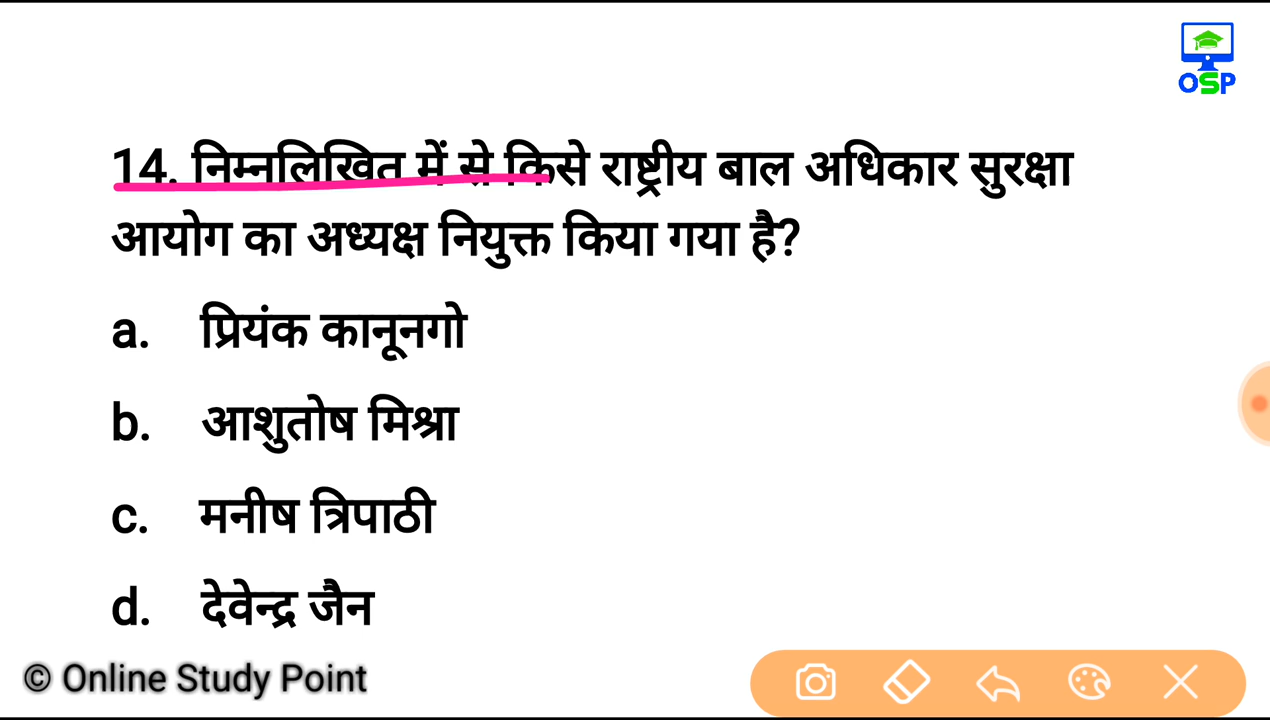 OSP
14. निम्नलिखित में से किसे राष्ट्रीय बाल अधिकार सुरक्षा
आयोग का अध्यक्ष नियुक्त किया गया है?
a. प्रियंक कानूनगो
b. आशुतोष मिश्रा
c. मनीष त्रिपाठी
d. देवेन्द्र जैन
© Online Study Point